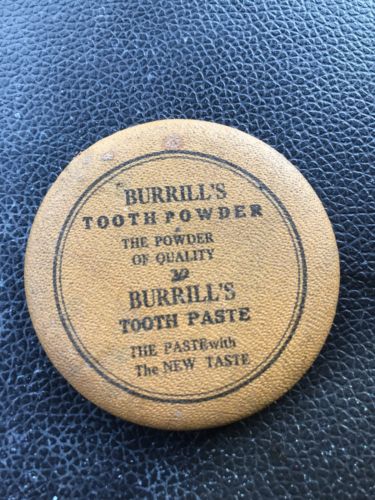 BURRILL'S
TOOTH POWDER
THE POWDER
OF QUALITY
BURRILL'S
TOOTH PASTE
THE PASTE with
The NEW TASTE